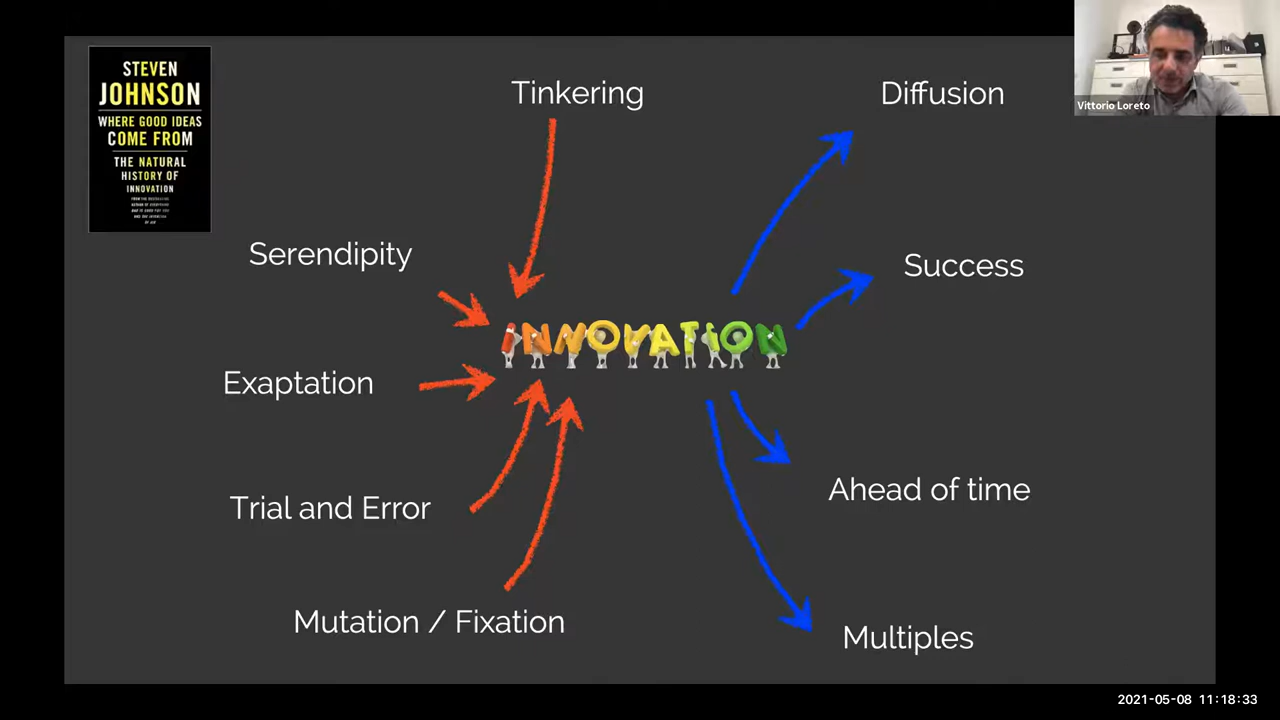 STEVEN
JOHNSON
WHERE GOOD IDEAS
COME FROM
THE NATURAL
HISTORY OF
INNOVATION
Tinkering
Diffusion
Vittorio Loreto
Serendipity
Success
INNOVATION
Exaptation
Trial and Error
Ahead of time
Mutation / Fixation
Multiples
2021-05-08 11:18:33